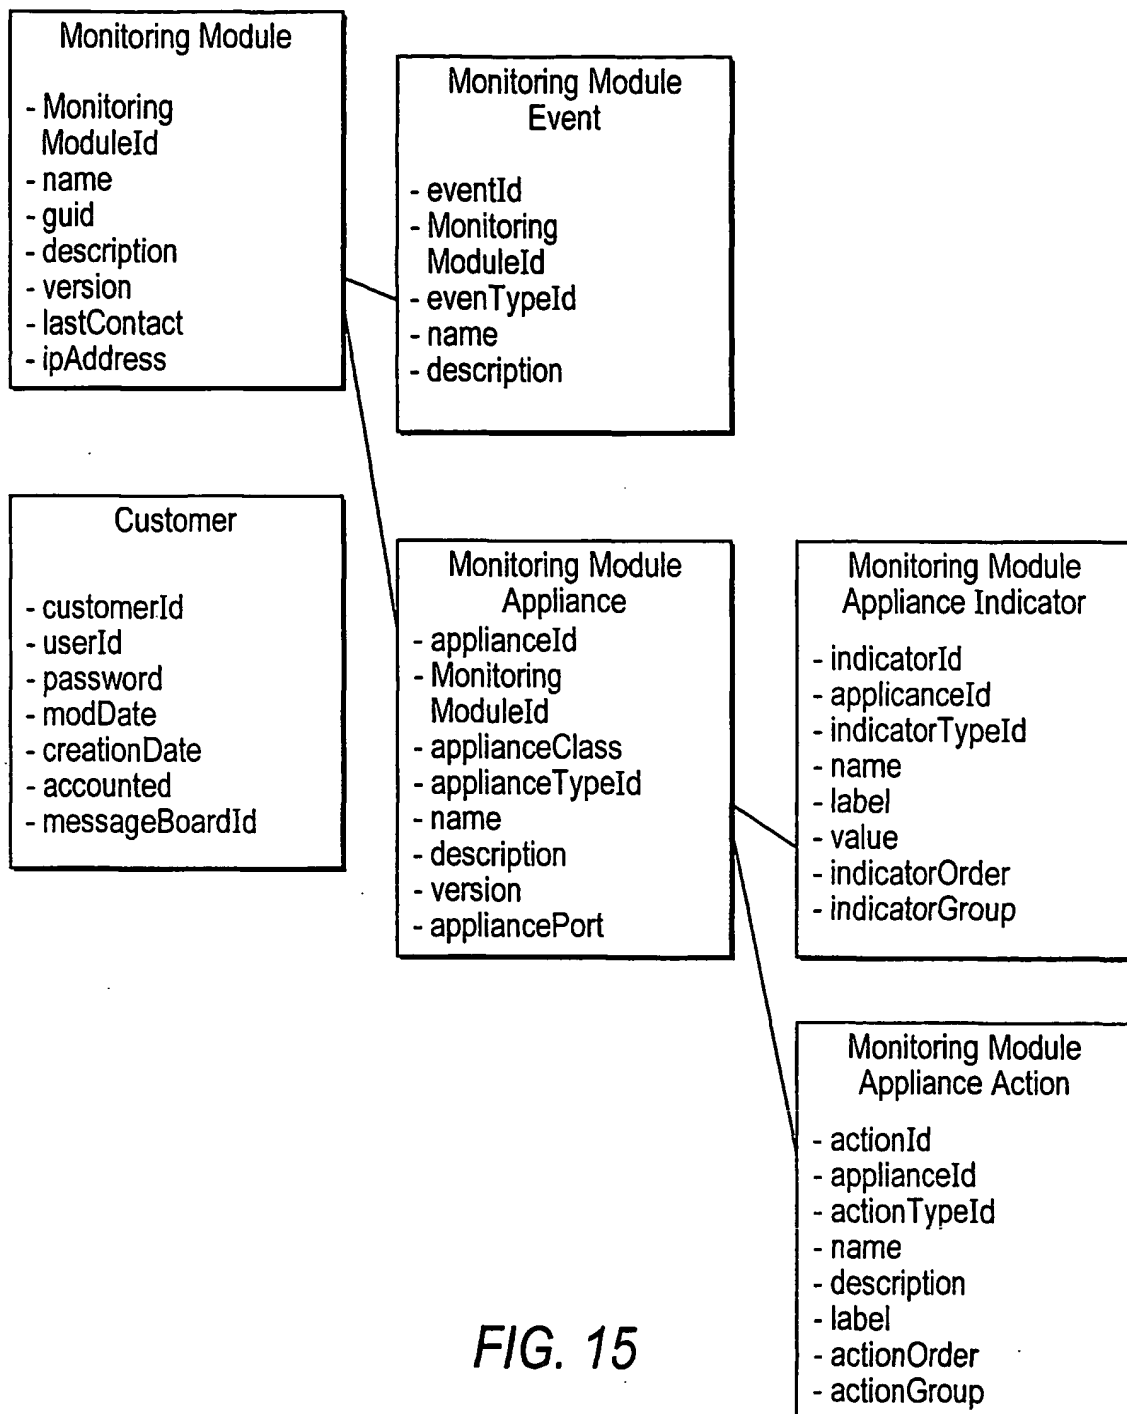 Monitoring Module
- Monitoring
ModuleId
- name
- guid
- description
- version
- lastContact
- ipAddress
Monitoring Module
Event
- eventId
- Monitoring
ModuleId
- evenTypeId
- name
- description
Customer
- customerId
- userId
- password
- modDate
- creationDate
- accounted
- messageBoardId
Monitoring Module
Appliance
- applianceId
- Monitoring
ModuleId
- applianceClass
- applianceTypeId
- name
- description
- version
- appliancePort
Monitoring Module
Appliance Indicator
- indicatorId
- applicanceId
- indicatorTypeId
- name
- label
- value
- indicatorOrder
- indicatorGroup
Monitoring Module
Appliance Action
- actionId
- applianceId
- actionTypeId
- name
- description
- label
- actionOrder
- actionGroup
FIG. 15